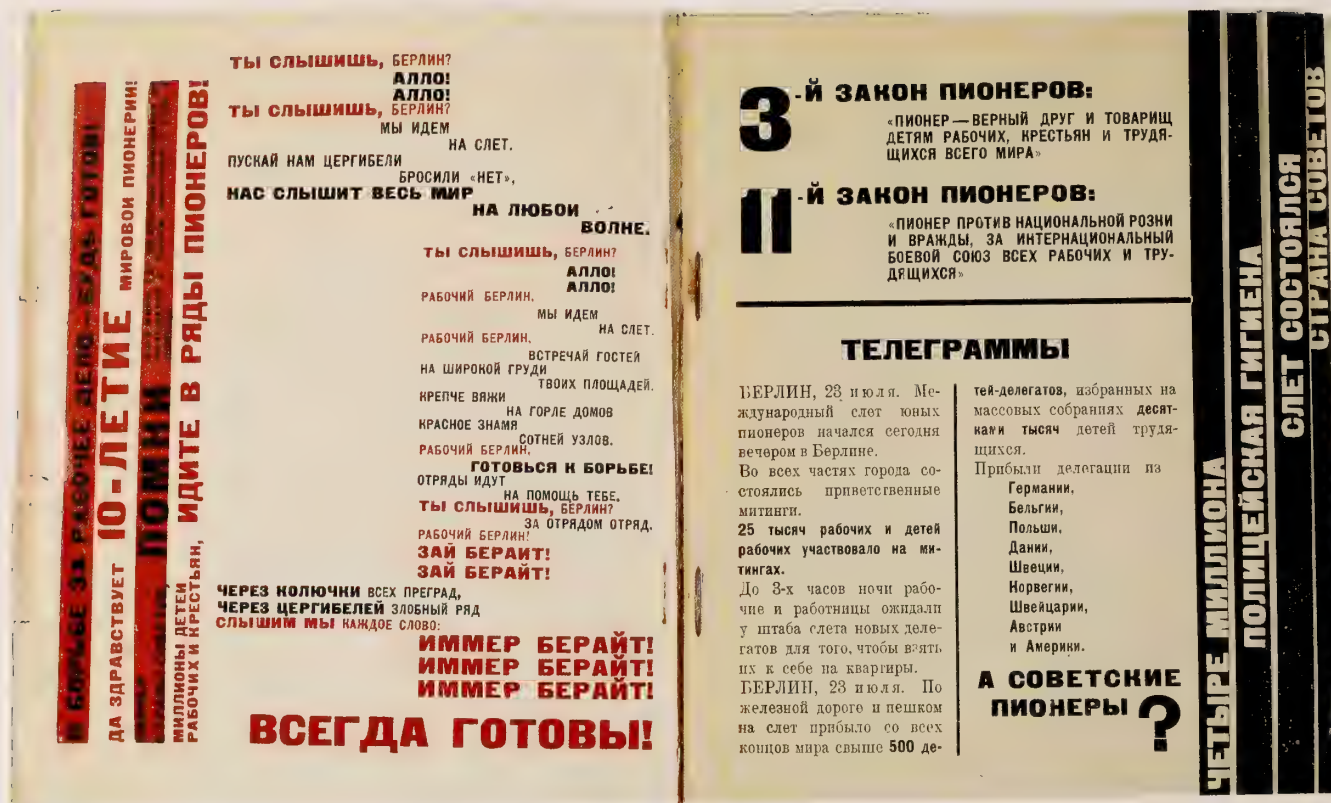 В БОРЬБЕ ЗА РАБОЧЕЕ ДЕЛО – БУДЬ ГОТОВ!
ДА ЗДРАВСТВУЕТ 10-ЛЕТИЕ МИРОВОЙ ПИОНЕРИИ!
ПОМНИ
МИЛЛИОНЫ ДЕТЕЙ
РАБОЧИХ И КРЕСТЬЯН, ИДИТЕ В РЯДЫ ПИОНЕРОВ!
ТЫ СЛЫШИШЬ, БЕРЛИН?
АЛЛО!
АЛЛО!
ТЫ СЛЫШИШЬ, БЕРЛИН?
МЫ ИДЕМ
НА СЛЕТ.
ПУСКАЙ НАМ ЦЕРГИБЕЛИ
БРОСИЛИ «НЕТ»,
НАС СЛЫШИТ ВЕСЬ МИР
НА ЛЮБОЙ
ВОЛНЕ.
ТЫ СЛЫШИШЬ, БЕРЛИН?
АЛЛО!
АЛЛО!
РАБОЧИЙ БЕРЛИН,
МЫ ИДЕМ
НА СЛЕТ.
РАБОЧИЙ БЕРЛИН,
ВСТРЕЧАЙ ГОСТЕЙ
НА ШИРОКОЙ ГРУДИ
ТВОИХ ПЛОЩАДЕЙ.
КРЕПЧЕ ВЯЖИ
НА ГОРЛЕ ДОМОВ
КРАСНОЕ ЗНАМЯ
СОТНЕЙ УЗЛОВ.
РАБОЧИЙ БЕРЛИН,
ГОТОВЬСЯ К БОРЬБЕ!
ОТРЯДЫ ИДУТ
НА ПОМОЩЬ ТЕБЕ.
ТЫ СЛЫШИШЬ, БЕРЛИН?
ЗА ОТРЯДОМ ОТРЯД.
РАБОЧИЙ БЕРЛИН!
ЗАЙ БЕРАЙТ!
ЗАЙ БЕРАЙТ!
ЧЕРЕЗ КОЛЮЧКИ ВСЕХ ПРЕГРАД,
ЧЕРЕЗ ЦЕРГИБЕЛЕЙ ЗЛОБНЫЙ РЯД
СЛЫШИМ МЫ КАЖДОЕ СЛОВО:
ИММЕР БЕРАЙТ!
ИММЕР БЕРАЙТ!
ИММЕР БЕРАЙТ!
ВСЕГДА ГОТОВЫ!
3-Й ЗАКОН ПИОНЕРОВ:
«ПИОНЕР — ВЕРНЫЙ ДРУГ И ТОВАРИЩ
ДЕТЯМ РАБОЧИХ, КРЕСТЬЯН И ТРУДЯ-
ЩИХСЯ ВСЕГО МИРА»
11-Й ЗАКОН ПИОНЕРОВ:
«ПИОНЕР ПРОТИВ НАЦИОНАЛЬНОЙ РОЗНИ
И ВРАЖДЫ, ЗА ИНТЕРНАЦИОНАЛЬНЫЙ
БОЕВОЙ СОЮЗ ВСЕХ РАБОЧИХ И ТРУ-
ДЯЩИХСЯ»
ТЕЛЕГРАММЫ
БЕРЛИН, 23 июля. Ме-
ждународный слет юных
пионеров начался сегодня
вечером в Берлине.
Во всех частях города со-
стоялись приветственные
митинги.
25 тысяч рабочих и детей
рабочих участвовало на ми-
тингах.
До 3-х часов ночи рабо-
чие и работницы ожидали
у штаба слета новых деле-
гатов для того, чтобы взять
их к себе на квартиры.
БЕРЛИН, 23 июля. По
железной дороге и пешком
на слет прибыло со всех
концов мира свыше 500 де-
тей-делегатов, избранных на
массовых собраниях десят-
ками тысяч детей трудя-
щихся.
Прибыли делегации из
Германии,
Бельгии,
Польши,
Дании,
Швеции,
Норвегии,
Швейцарии,
Австрии
и Америки.
А СОВЕТСКИЕ
ПИОНЕРЫ?
ЧЕТЫРЕ МИЛЛИОНА
ПОЛИЦЕЙСКАЯ ГИГИЕНА
СЛЕТ СОСТОЯЛСЯ
СТРАНА СОВЕТОВ